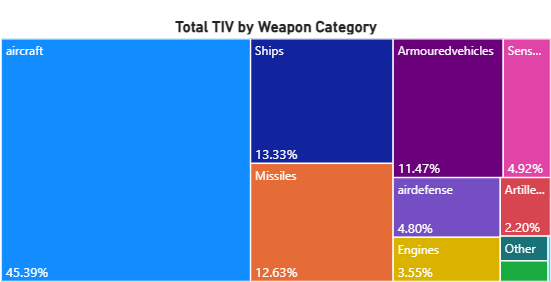 Total TIV by Weapon Category
aircraft
45.39%
Ships
13.33%
Missiles
12.63%
Armouredvehicles
11.47%
Sens...
4.92%
airdefense
4.80%
Artille...
2.20%
Engines
3.55%
Other